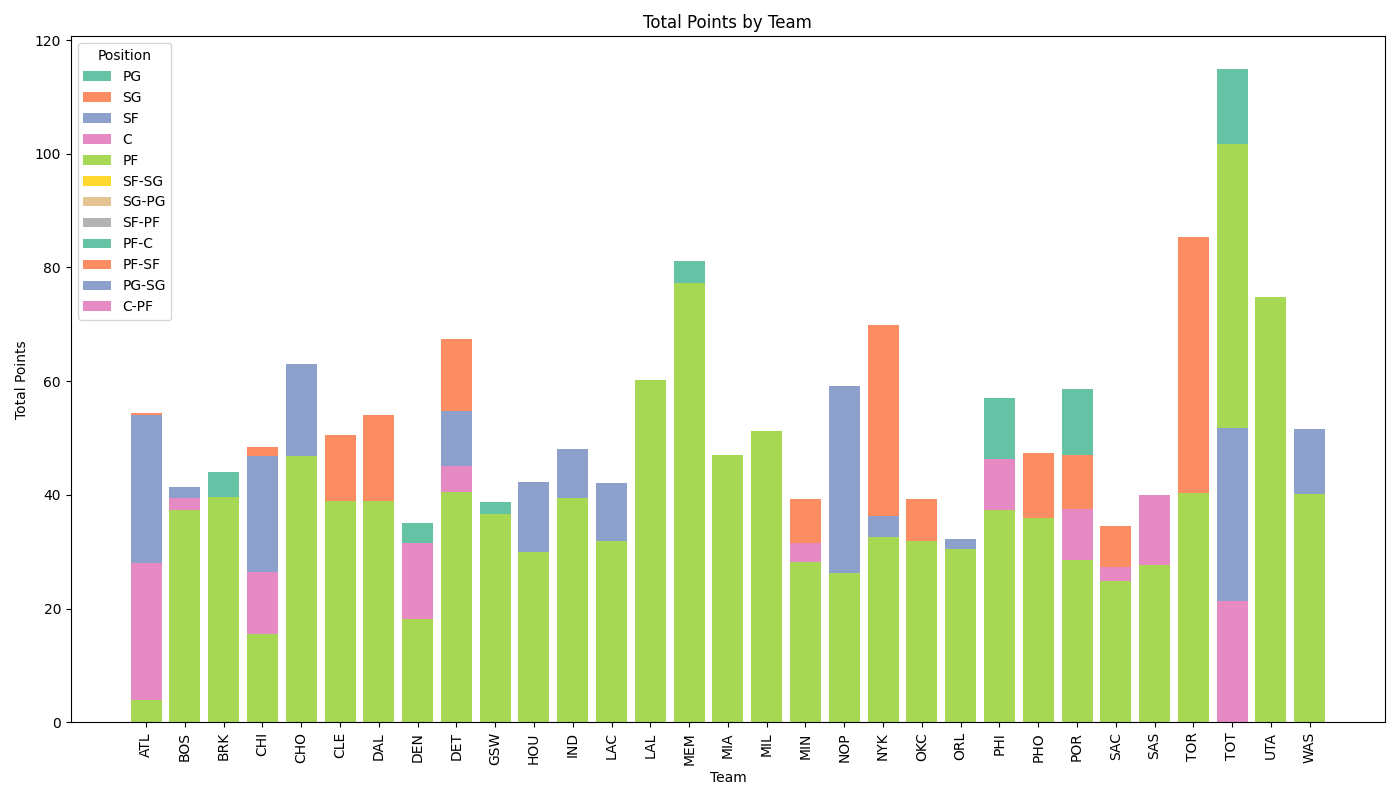 Total Points by Team
Total Points
120
100
80
60
40
20
0
Position
PG
SG
SF
C
PF
SF-SG
SG-PG
SF-PF
PF-C
PF-SF
PG-SG
C-PF
ATL
BOS
BRK
CHI
CHO
CLE
DAL
DEN
DET
GSW
HOU
IND
LAC
LAL
MEM
MIA
MIL
MIN
NOP
NYK
OKC
ORL
PHI
PHO
POR
SAC
SAS
TOR
TOT
UTA
WAS
Team